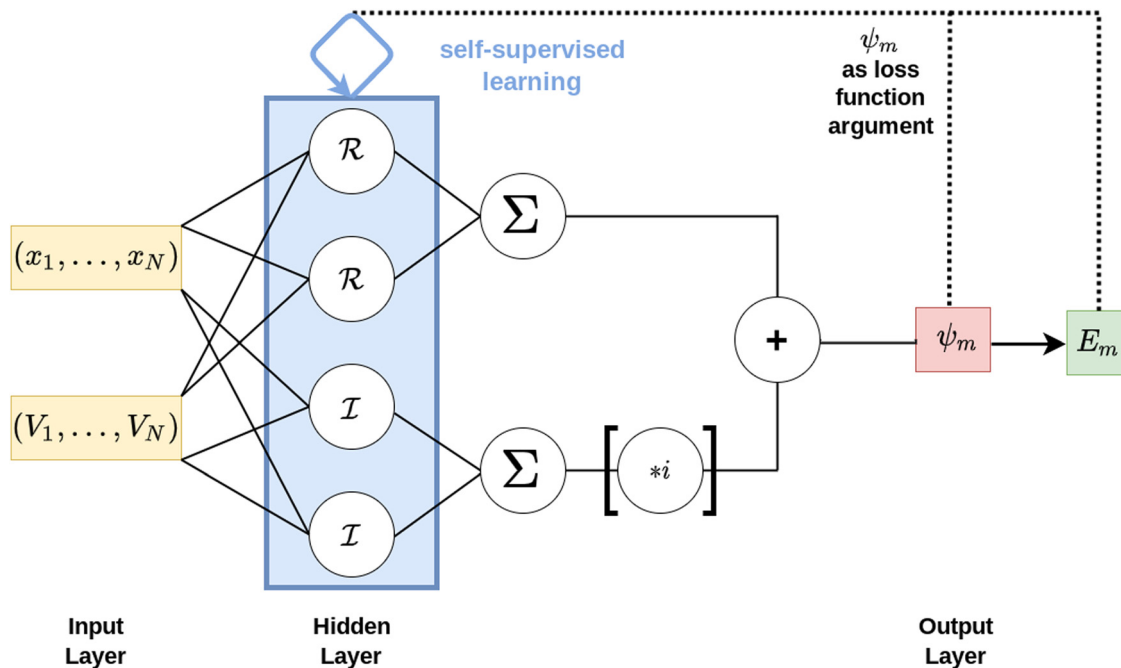 self-supervised
learning
ψ_m
as loss
function
argument
ℛ
Σ
(x_1, . . . , x_N)
ℛ
+
ψ_m
E_m
ℐ
(V_1, . . . , V_N)
Σ
[*i]
ℐ
Input
Layer
Hidden
Layer
Output
Layer